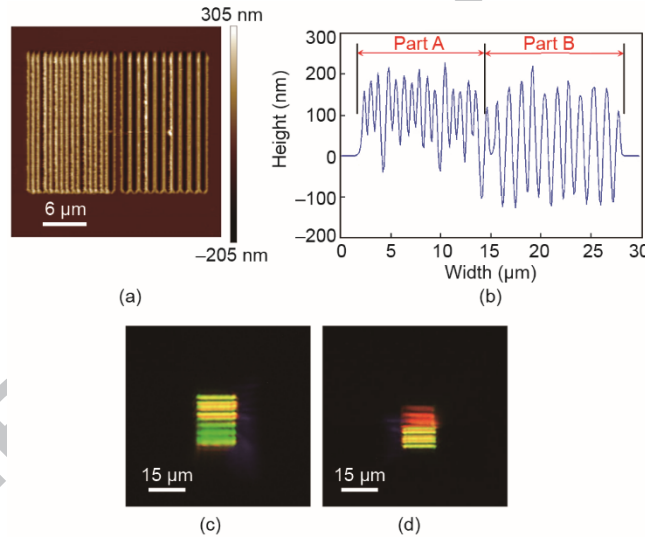 (a)
305 nm
6 μm
−205 nm
300
200
100
0
−100
−200
Height (nm)
Part A
Part B
0 5 10 15 20 25 30
Width (μm)
(b)
15 μm
(c)
15 μm
(d)